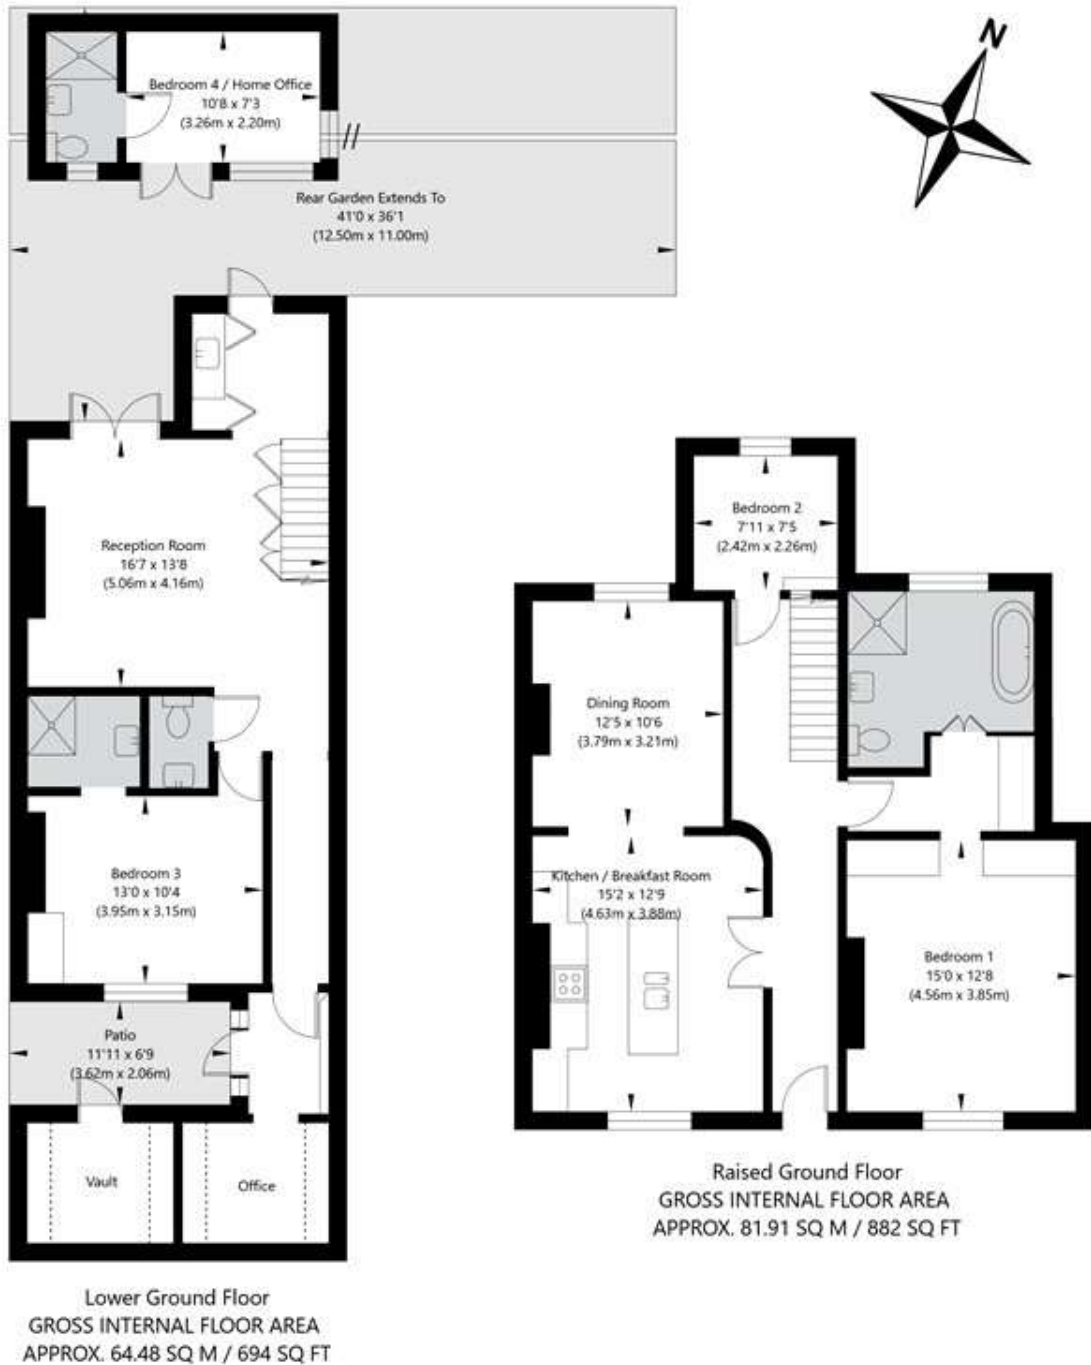 N
Bedroom 4 / Home Office
10'8 x 7'3
(3.26m x 2.20m)
Rear Garden Extends To
41'0 x 36'1
(12.50m x 11.00m)
Reception Room
16'7 x 13'8
(5.06m x 4.16m)
Bedroom 3
13'0 x 10'4
(3.95m x 3.15m)
Patio
11'11 x 6'9
(3.62m x 2.06m)
Vault
Office
Lower Ground Floor
GROSS INTERNAL FLOOR AREA
APPROX. 64.48 SQ M / 694 SQ FT
Bedroom 2
7'11 x 7'5
(2.42m x 2.26m)
Dining Room
12'5 x 10'6
(3.79m x 3.21m)
Kitchen / Breakfast Room
15'2 x 12'9
(4.63m x 3.88m)
Bedroom 1
15'0 x 12'8
(4.56m x 3.85m)
Raised Ground Floor
GROSS INTERNAL FLOOR AREA
APPROX. 81.91 SQ M / 882 SQ FT